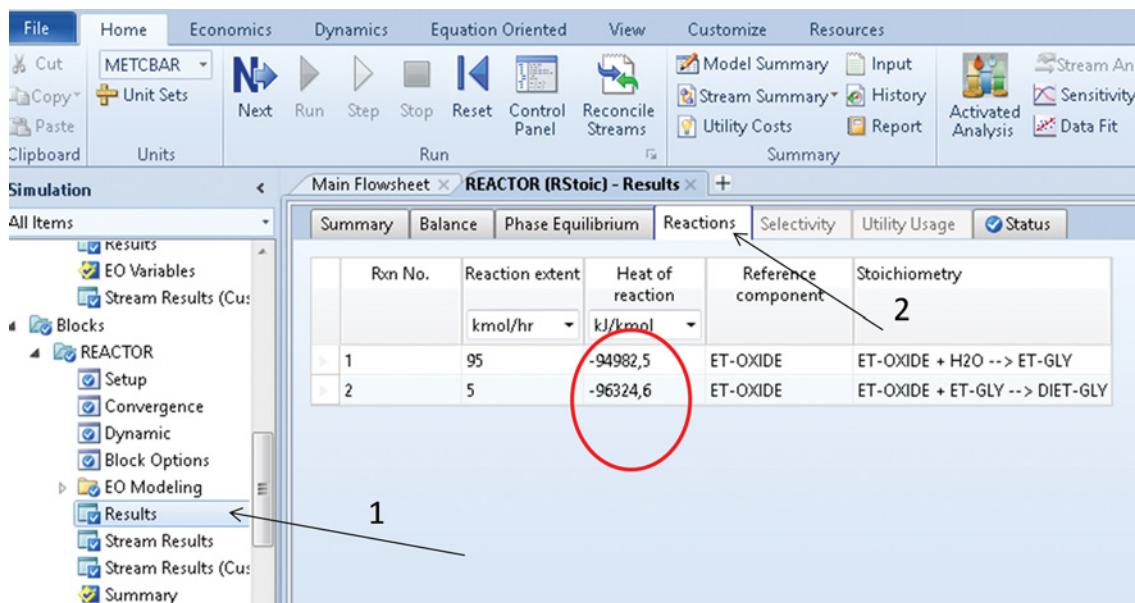 File Home Economics Dynamics Equation Oriented View Customize Resources
Cut METCBAR Model Summary Input Stream An
Copy Unit Sets Next Run Step Stop Reset Control Panel Reconcile Streams Stream Summary History Activated Analysis Sensitivity
Paste Utility Costs Report Data Fit
Clipboard Units Run Summary
Simulation < Main Flowsheet REACTOR (RStoic) - Results +
All Items Summary Balance Phase Equilibrium Reactions Selectivity Utility Usage Status
Results
EO Variables
Stream Results (Cus
Blocks
REACTOR
Setup
Convergence
Dynamic
Block Options
EO Modeling
Results
Stream Results
Stream Results (Cus
Summary
Rxn No. Reaction extent Heat of reaction Reference component Stoichiometry
kmol/hr kJ/kmol
1 95 -94982,5 ET-OXIDE ET-OXIDE + H2O --> ET-GLY
2 5 -96324,6 ET-OXIDE ET-OXIDE + ET-GLY --> DIET-GLY
1
2